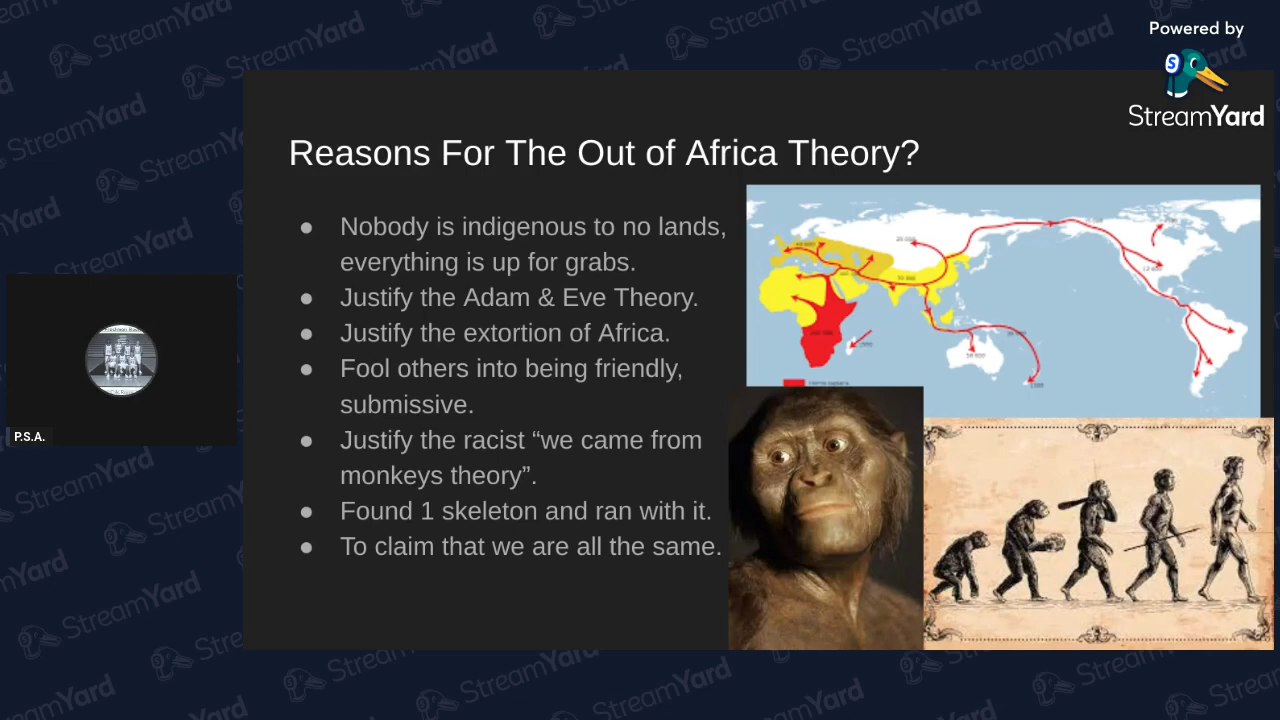 Powered by
StreamYard
Reasons For The Out of Africa Theory?
● Nobody is indigenous to no lands,
everything is up for grabs.
● Justify the Adam & Eve Theory.
● Justify the extortion of Africa.
● Fool others into being friendly,
submissive.
● Justify the racist “we came from
monkeys theory”.
● Found 1 skeleton and ran with it.
● To claim that we are all the same.
P.S.A.